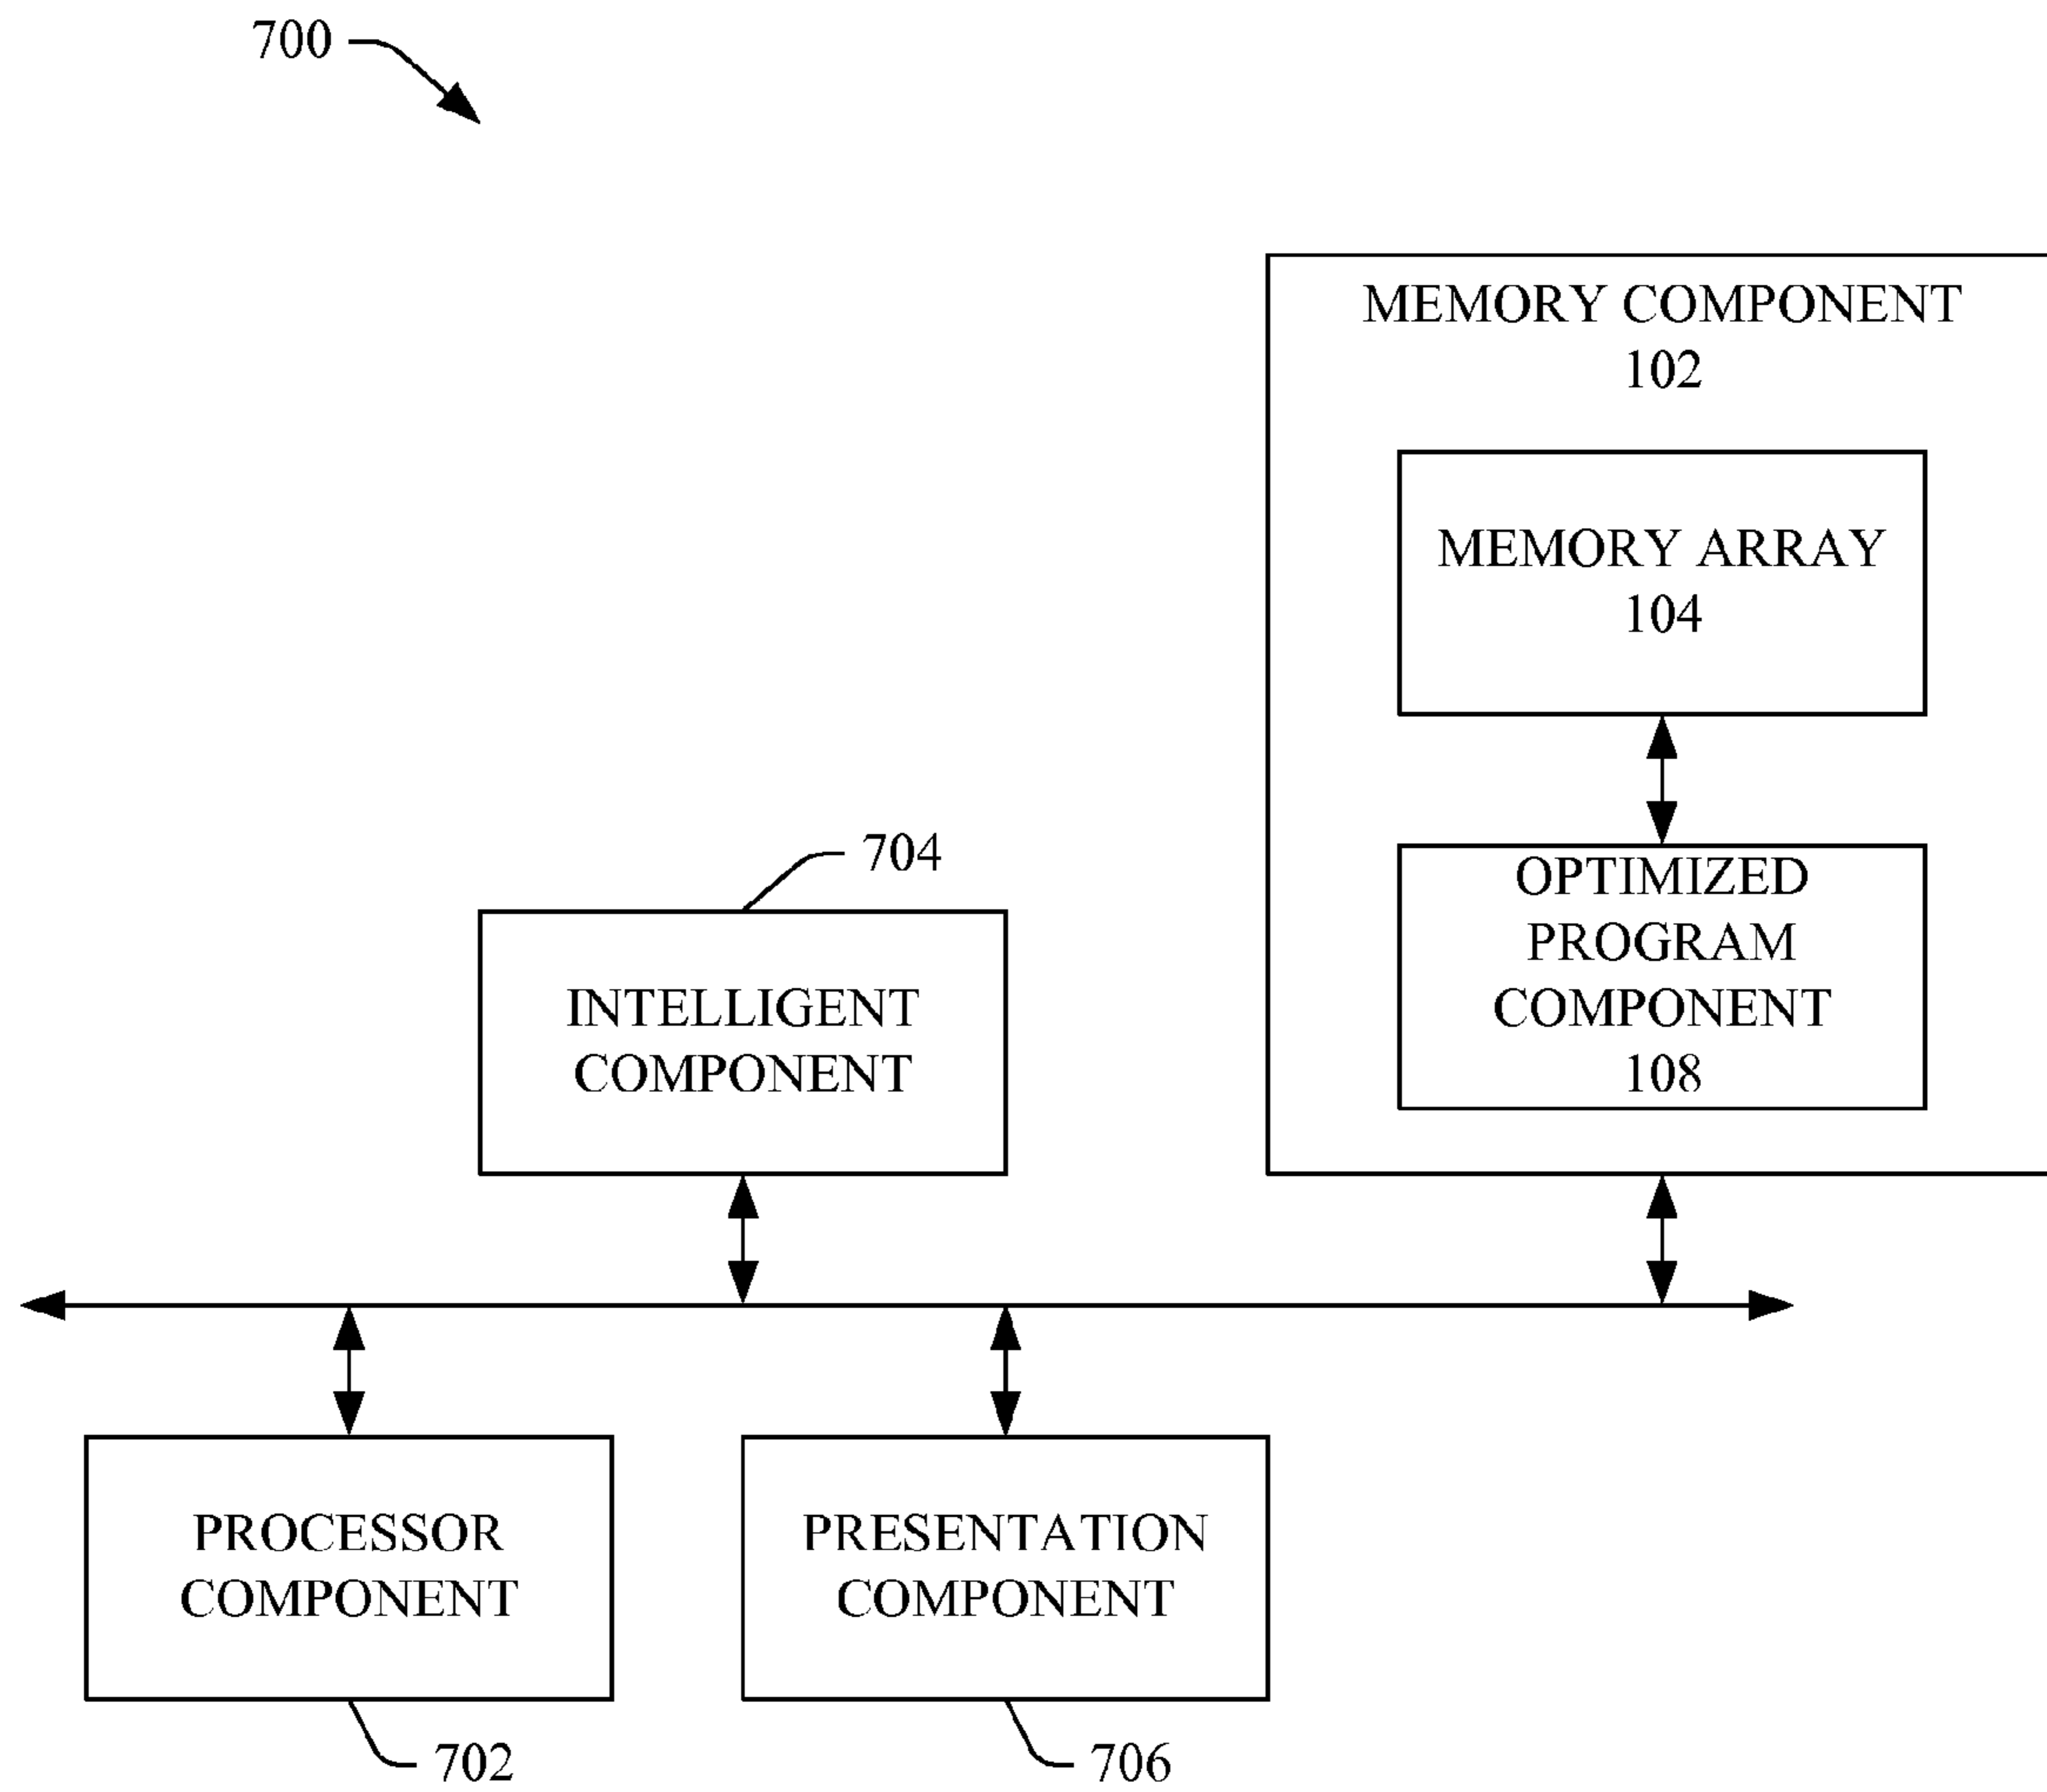 700
MEMORY COMPONENT
102
MEMORY ARRAY
104
OPTIMIZED
PROGRAM
COMPONENT
108
704
INTELLIGENT
COMPONENT
PROCESSOR
COMPONENT
702
PRESENTATION
COMPONENT
706